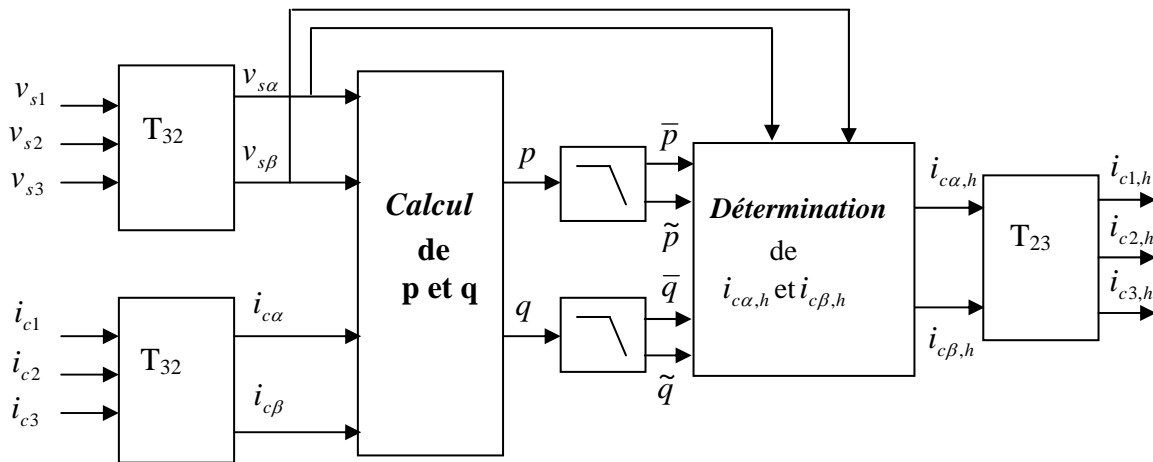 v_{s1}
v_{s2}
v_{s3}
T_{32}
v_{sα}
v_{sβ}
i_{c1}
i_{c2}
i_{c3}
T_{32}
i_{cα}
i_{cβ}
Calcul
de
p et q
p
q
p̅
p̃
q̅
q̃
Détermination
de
i_{cα,h} et i_{cβ,h}
i_{cα,h}
i_{cβ,h}
T_{23}
i_{c1,h}
i_{c2,h}
i_{c3,h}